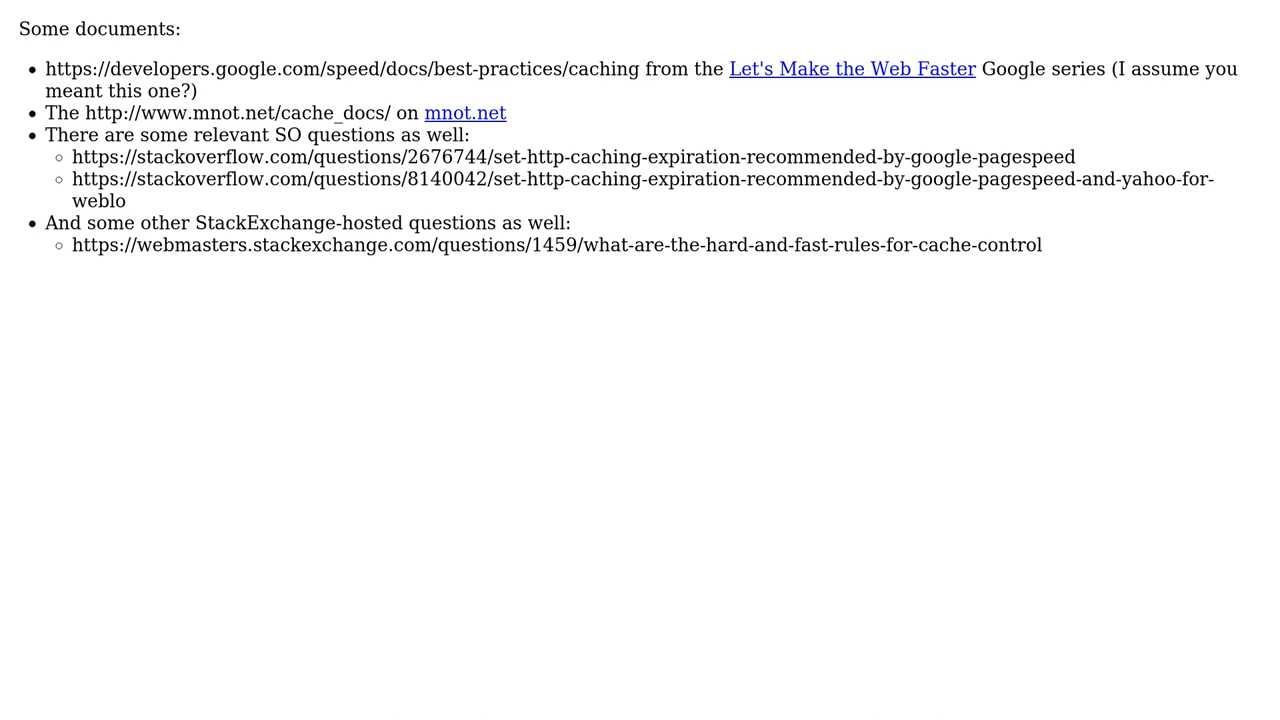 Some documents:
https://developers.google.com/speed/docs/best-practices/caching from the Let's Make the Web Faster Google series (I assume you
meant this one?)
The http://www.mnot.net/cache_docs/ on mnot.net
There are some relevant SO questions as well:
https://stackoverflow.com/questions/2676744/set-http-caching-expiration-recommended-by-google-pagespeed
https://stackoverflow.com/questions/8140042/set-http-caching-expiration-recommended-by-google-pagespeed-and-yahoo-for-
weblo
And some other StackExchange-hosted questions as well:
https://webmasters.stackexchange.com/questions/1459/what-are-the-hard-and-fast-rules-for-cache-control